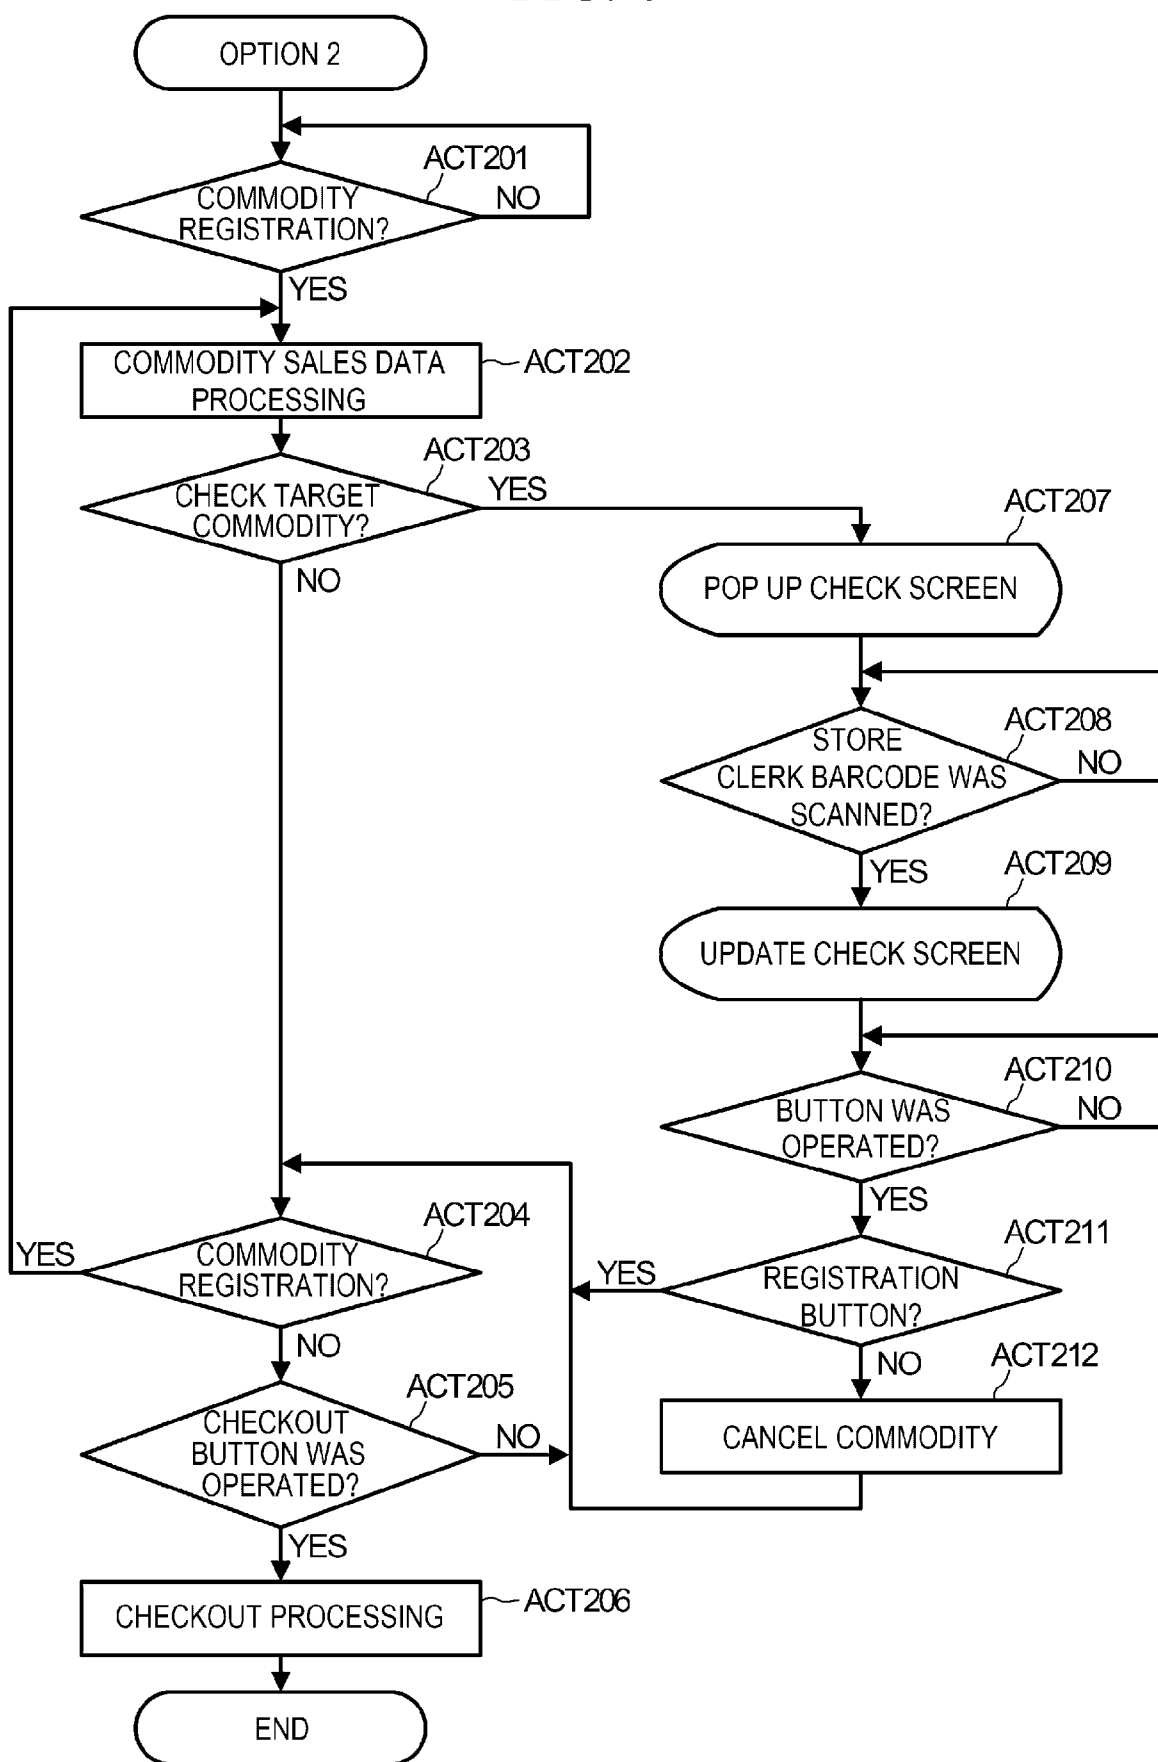 OPTION 2
ACT201
COMMODITY
REGISTRATION?
NO
YES
COMMODITY SALES DATA
PROCESSING
ACT202
ACT203
CHECK TARGET
COMMODITY?
YES
NO
ACT207
POP UP CHECK SCREEN
ACT208
STORE
CLERK BARCODE WAS
SCANNED?
NO
YES
ACT209
UPDATE CHECK SCREEN
ACT210
BUTTON WAS
OPERATED?
NO
YES
ACT204
COMMODITY
REGISTRATION?
YES
NO
ACT211
REGISTRATION
BUTTON?
YES
NO
ACT212
CANCEL COMMODITY
ACT205
CHECKOUT
BUTTON WAS
OPERATED?
NO
YES
CHECKOUT PROCESSING
ACT206
END